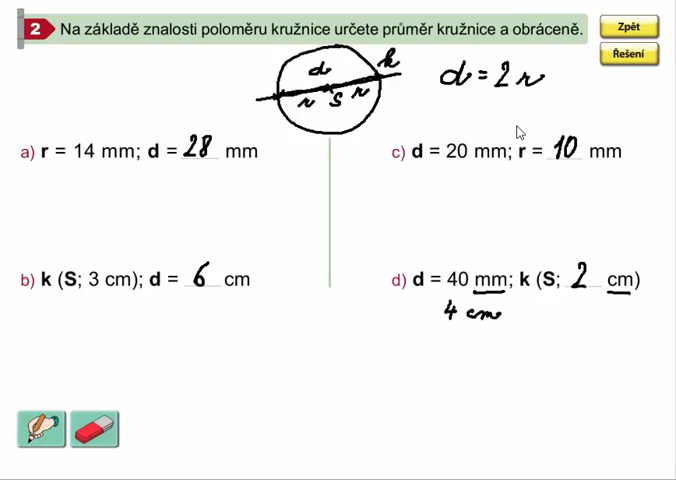 2 Na základě znalosti poloměru kružnice určete průměr kružnice a obráceně.
Zpět
Řešení
d k
r S r
d = 2 r
a) r = 14 mm; d = 28 mm
c) d = 20 mm; r = 10 mm
b) k (S; 3 cm); d = 6 cm
d) d = 40 mm; k (S; 2 cm)
4 cm